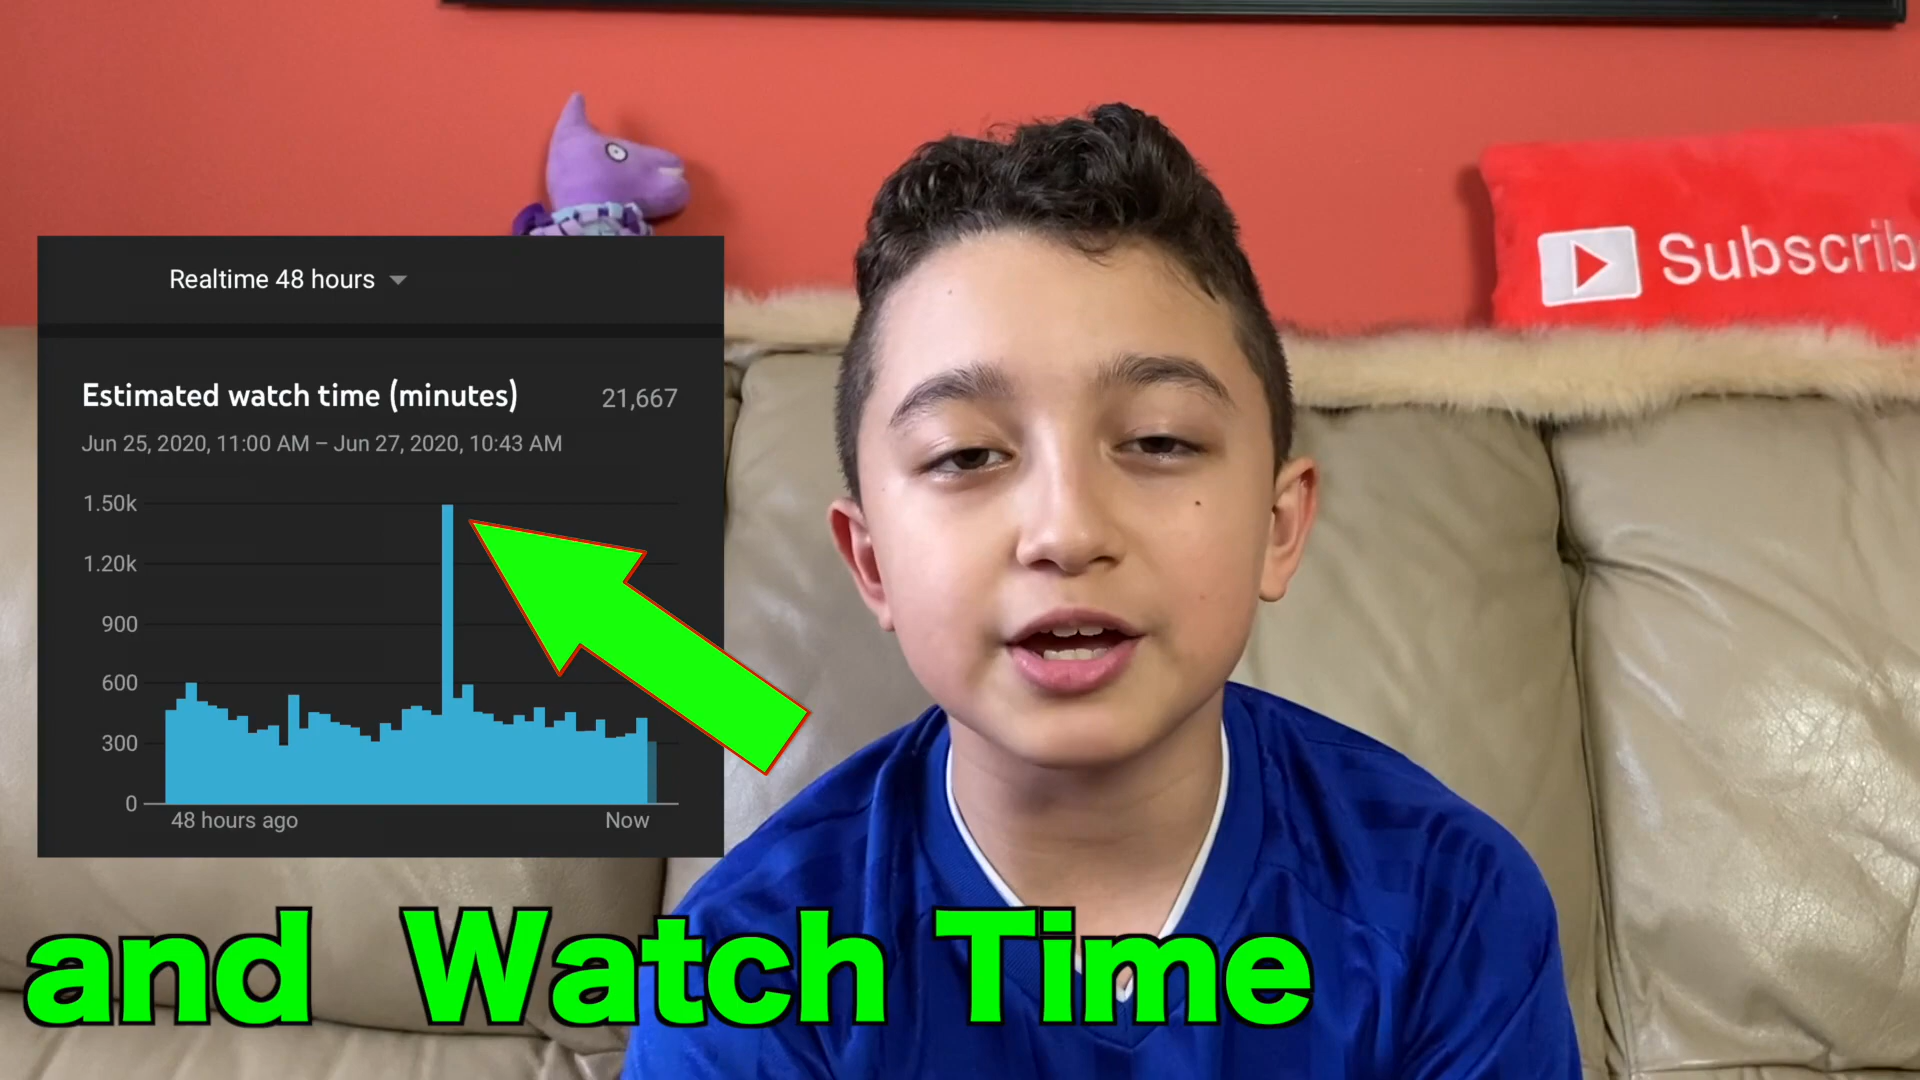 Realtime 48 hours
Estimated watch time (minutes)
21,667
Jun 25, 2020, 11:00 AM – Jun 27, 2020, 10:43 AM
1.50k
1.20k
900
600
300
0
48 hours ago
Now
Subscrib
and Watch Time